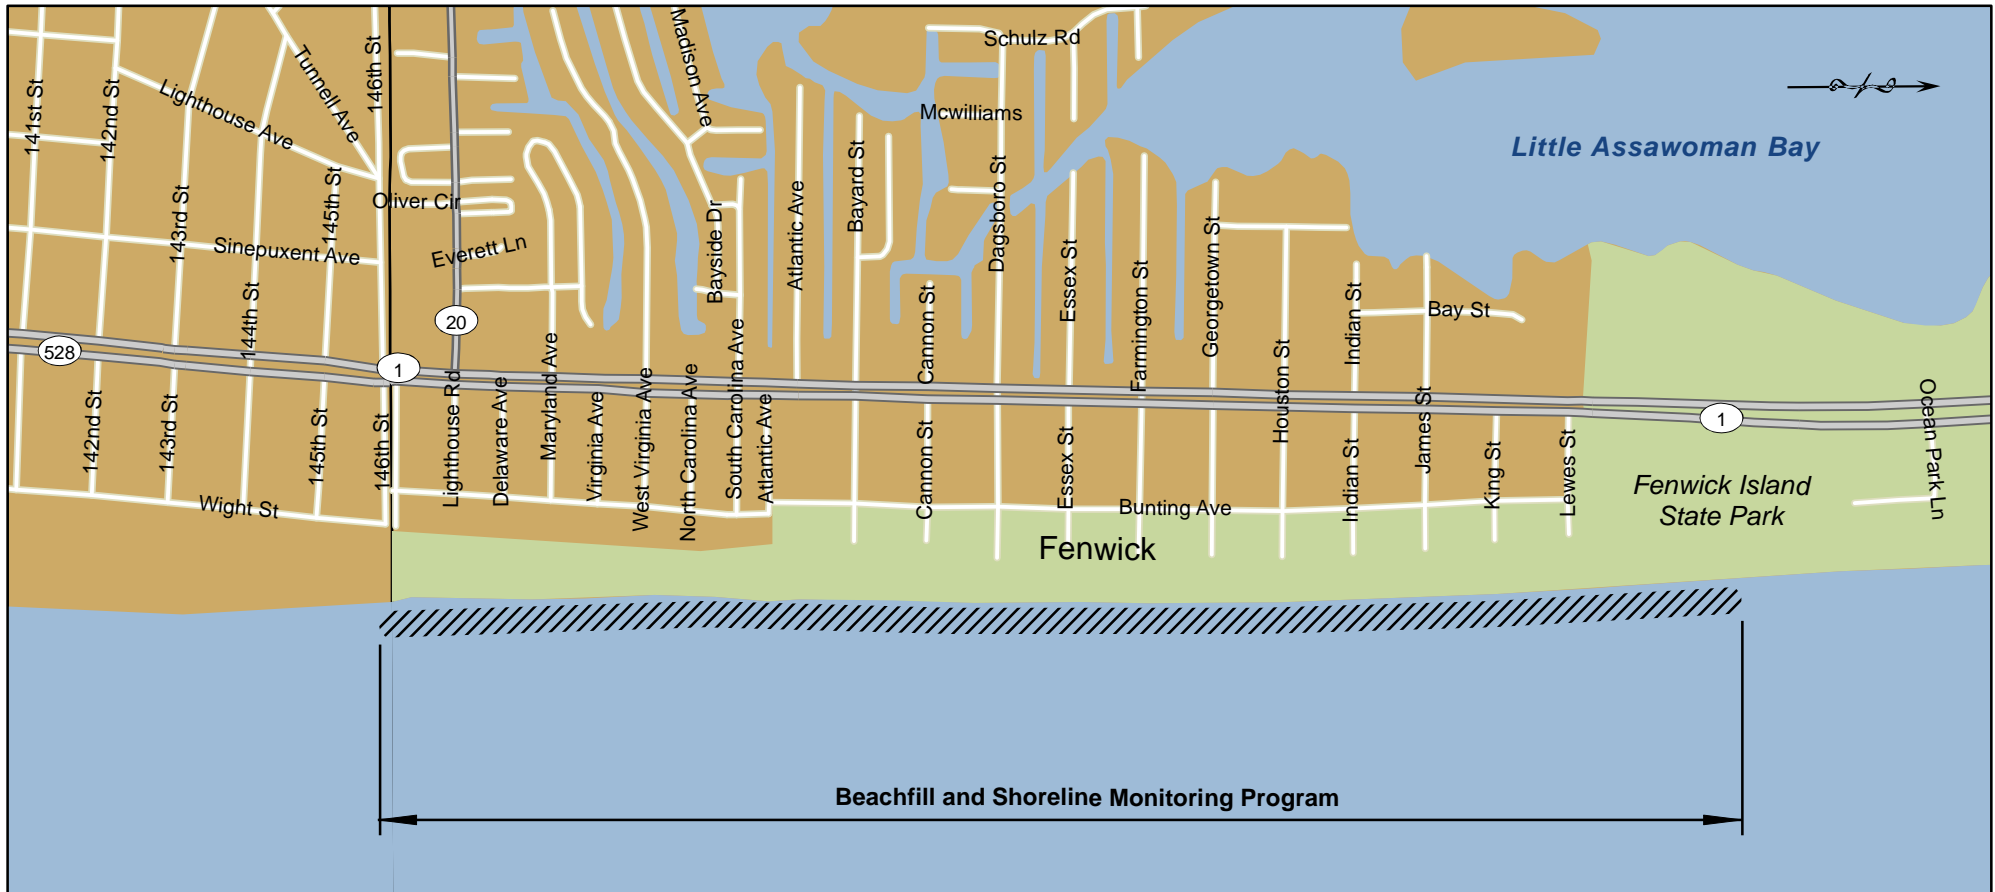 Schulz Rd
Mcwilliams
Little Assawoman Bay
141st St
142nd St
Lighthouse Ave
Tunnell Ave
146th St
Madison Ave
143rd St
145th St
Oliver Cir
Sinepuxent Ave
Everett Ln
Bayside Dr
Atlantic Ave
Bayard St
Dagsboro St
144th St
20
528
1
Cannon St
Essex St
Farmington St
Georgetown St
Houston St
Indian St
Bay St
142nd St
143rd St
145th St
146th St
Lighthouse Rd
Delaware Ave
Maryland Ave
Virginia Ave
West Virginia Ave
North Carolina Ave
South Carolina Ave
Atlantic Ave
Cannon St
Essex St
Indian St
James St
King St
Lewes St
1
Ocean Park Ln
Wight St
Bunting Ave
Fenwick Island
State Park
Fenwick
Beachfill and Shoreline Monitoring Program